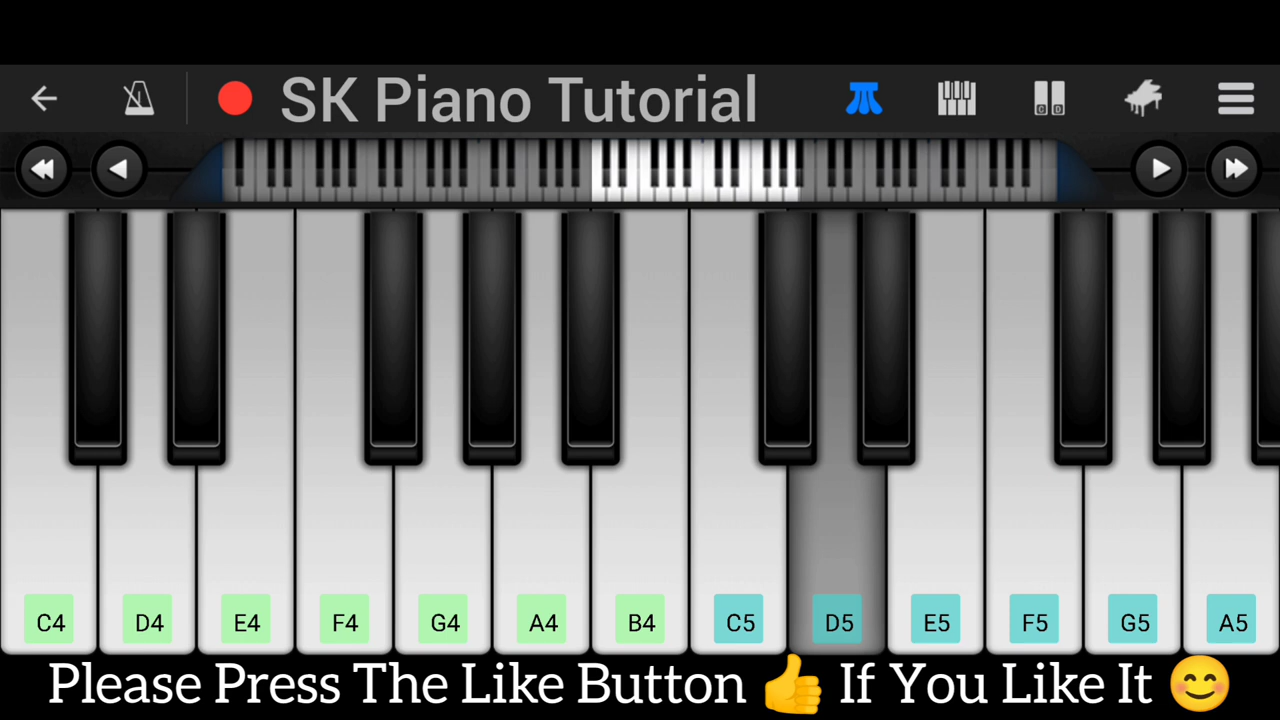 SK Piano Tutorial
C4 D4 E4 F4 G4 A4 B4 C5 D5 E5 F5 G5 A5
Please Press The Like Button 👍 If You Like It 😊